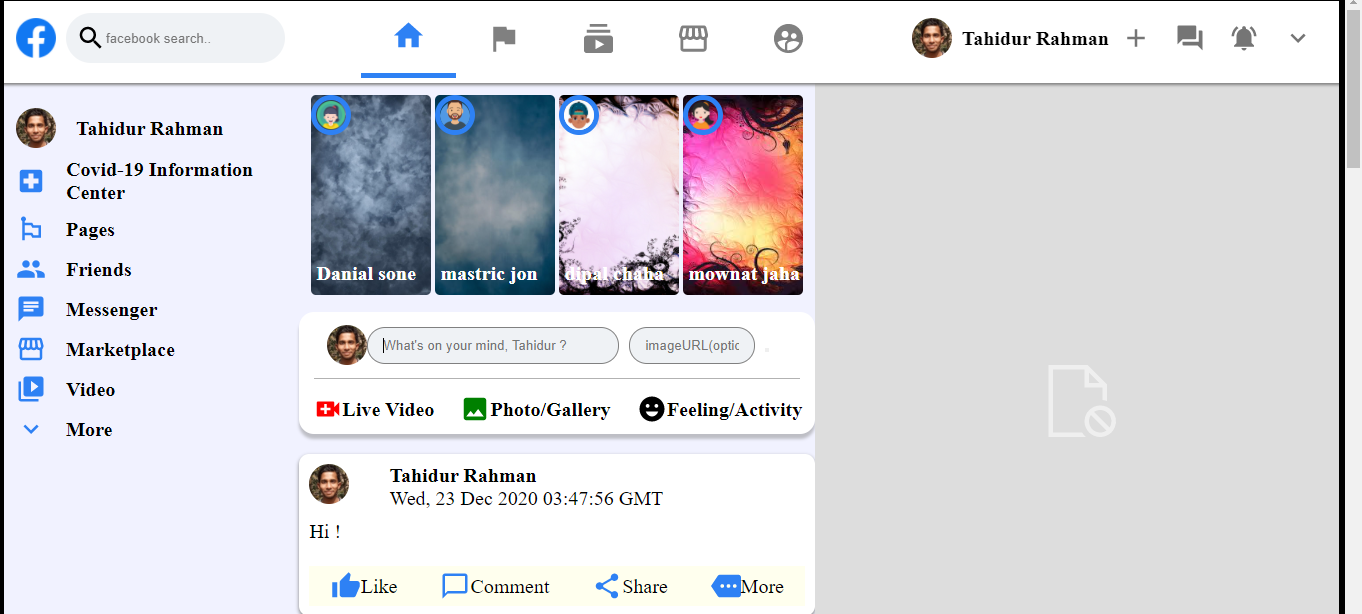 facebook search..
Tahidur Rahman
Tahidur Rahman
Covid-19 Information
Center
Pages
Friends
Messenger
Marketplace
Video
More
Danial sone
mastric jon
dipal chaha
mownat jaha
What's on your mind, Tahidur ?
imageURL(optic
Live Video
Photo/Gallery
Feeling/Activity
Tahidur Rahman
Wed, 23 Dec 2020 03:47:56 GMT
Hi !
Like
Comment
Share
More